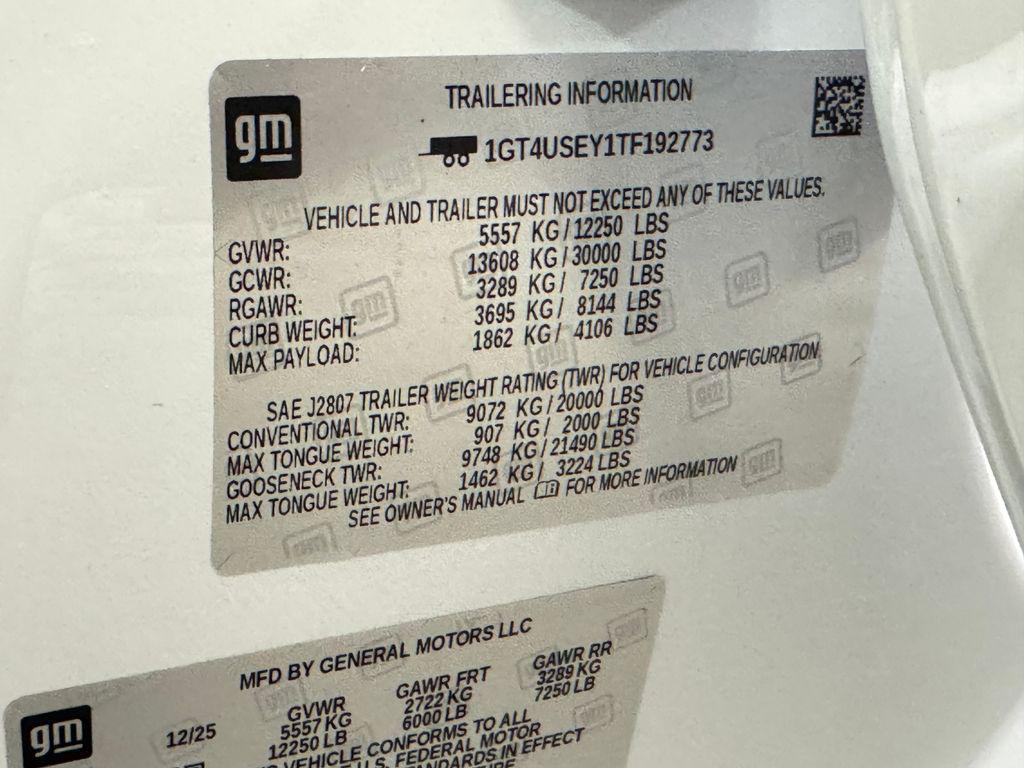 gm
TRAILERING INFORMATION
1GT4USEY1TF192773
VEHICLE AND TRAILER MUST NOT EXCEED ANY OF THESE VALUES.
GVWR: 5557 KG/12250 LBS
GCWR: 13608 KG/30000 LBS
RGAWR: 3289 KG/ 7250 LBS
CURB WEIGHT: 3695 KG/ 8144 LBS
MAX PAYLOAD: 1862 KG/ 4106 LBS
SAE J2807 TRAILER WEIGHT RATING (TWR) FOR VEHICLE CONFIGURATION
CONVENTIONAL TWR: 9072 KG/20000 LBS
MAX TONGUE WEIGHT: 907 KG/ 2000 LBS
GOOSENECK TWR: 9748 KG/21490 LBS
MAX TONGUE WEIGHT: 1462 KG/ 3224 LBS
SEE OWNER'S MANUAL FOR MORE INFORMATION
MFD BY GENERAL MOTORS LLC
gm
12/25
GVWR GAWR FRT GAWR RR
5557 KG 2722 KG 3289 KG
12250 LB 6000 LB 7250 LB
VEHICLE CONFORMS TO ALL
U.S. FEDERAL MOTOR
STANDARDS IN EFFECT